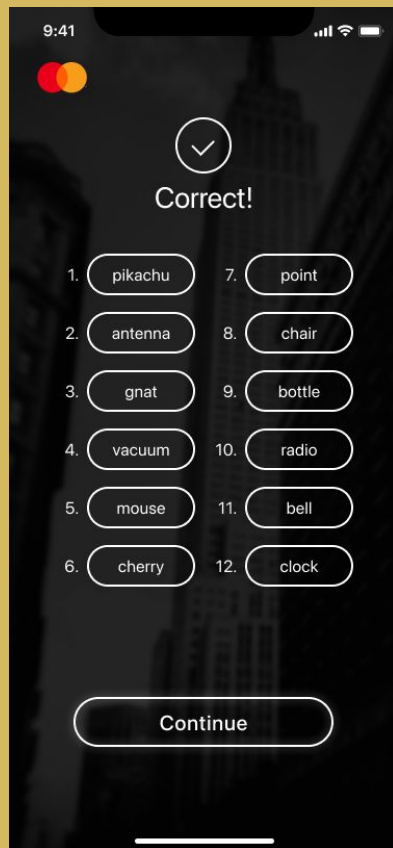 9:41
Correct!
1. pikachu
2. antenna
3. gnat
4. vacuum
5. mouse
6. cherry
7. point
8. chair
9. bottle
10. radio
11. bell
12. clock
Continue